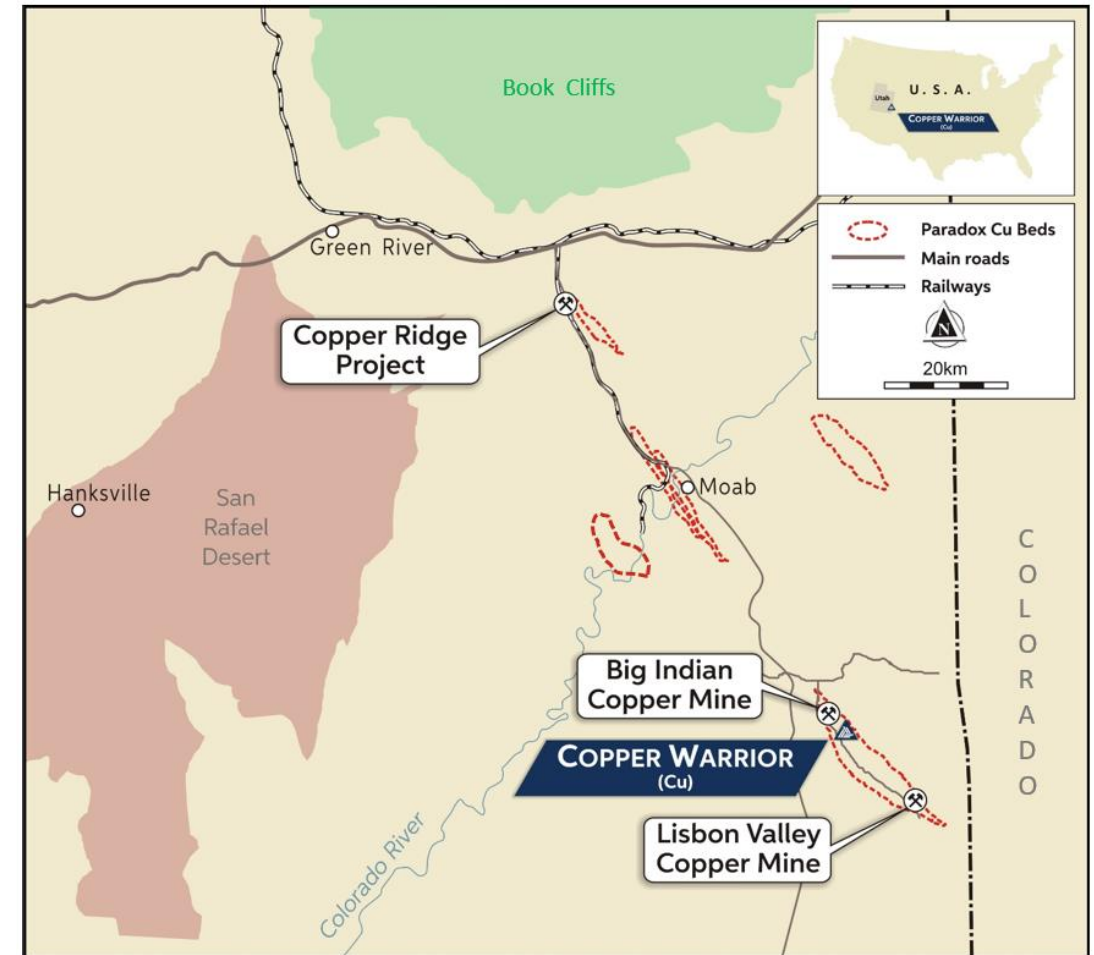 Book Cliffs
U. S. A.
Utah
COPPER WARRIOR
(Cu)
Paradox Cu Beds
Main roads
Railways
N
20km
Green River
Copper Ridge
Project
Hanksville
San
Rafael
Desert
Moab
C
O
L
O
R
A
D
O
Big Indian
Copper Mine
COPPER WARRIOR
(Cu)
Lisbon Valley
Copper Mine
Colorado River